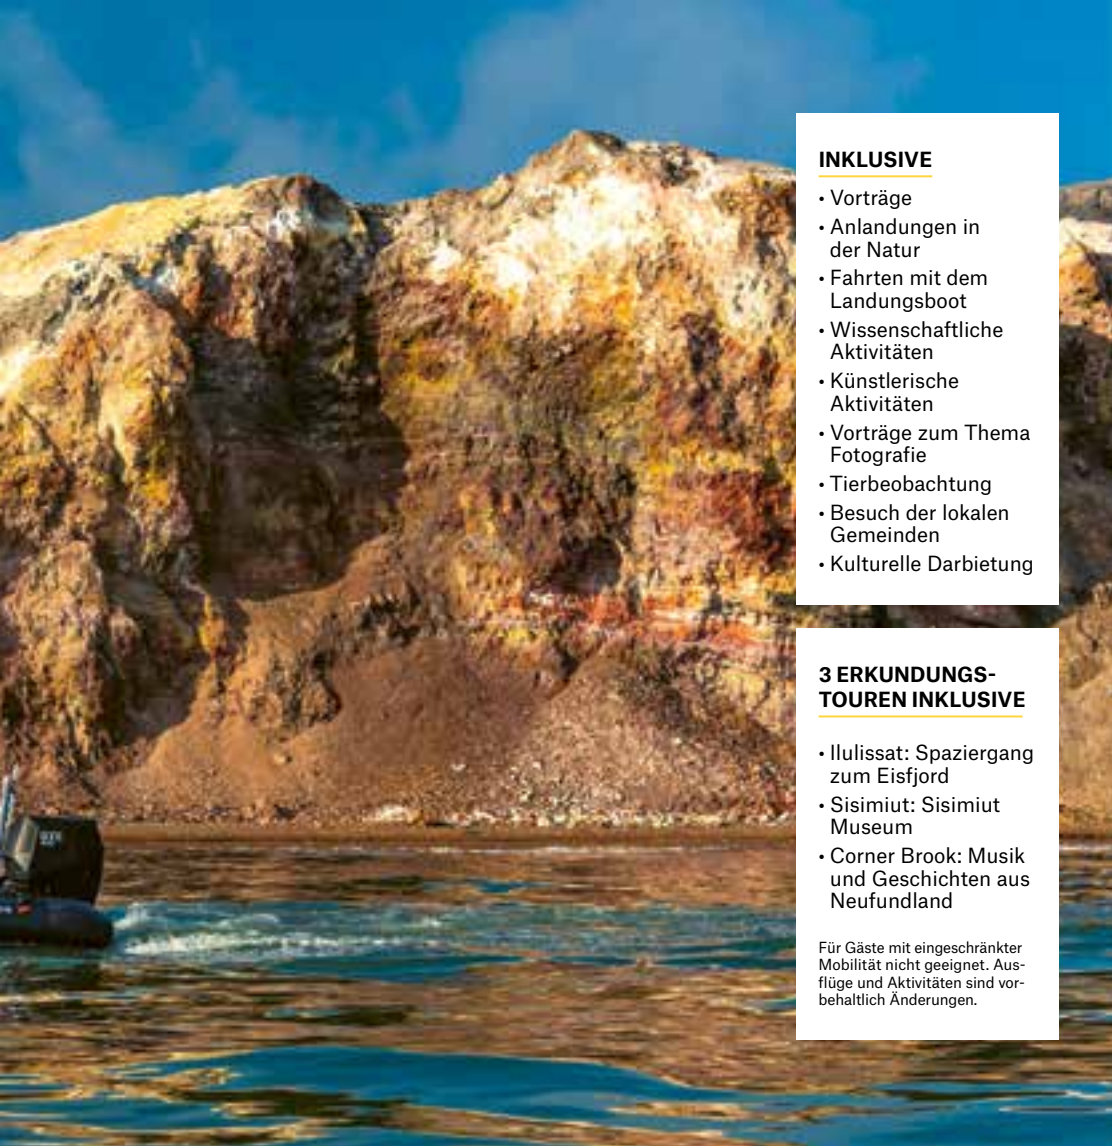 INKLUSIVE
• Vorträge
• Anlandungen in
der Natur
• Fahrten mit dem
Landungsboot
• Wissenschaftliche
Aktivitäten
• Künstlerische
Aktivitäten
• Vorträge zum Thema
Fotografie
• Tierbeobachtung
• Besuch der lokalen
Gemeinden
• Kulturelle Darbietung
3 ERKUNDUNGS-
TOUREN INKLUSIVE
• Ilulissat: Spaziergang
zum Eisfjord
• Sisimiut: Sisimiut
Museum
• Corner Brook: Musik
und Geschichten aus
Neufundland
Für Gäste mit eingeschränkter
Mobilität nicht geeignet. Aus-
flüge und Aktivitäten sind vor-
behaltlich Änderungen.